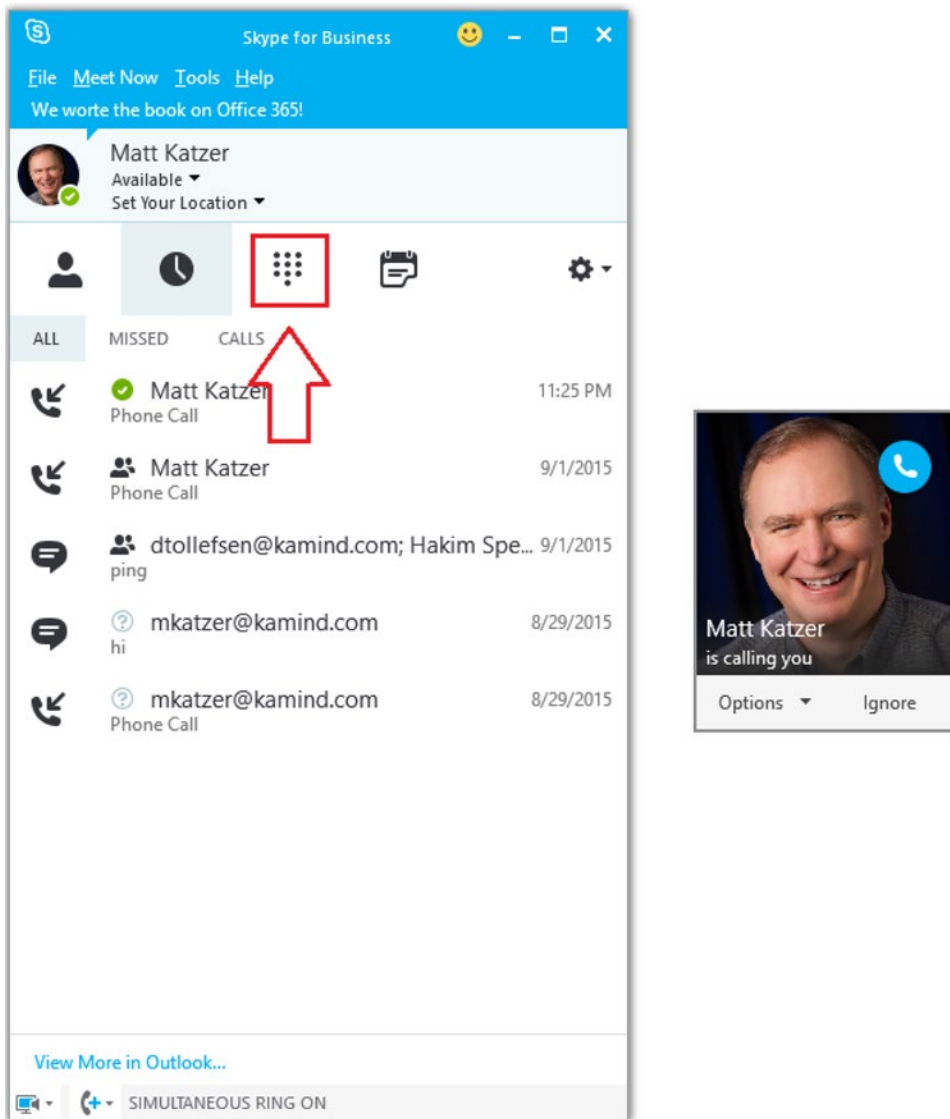 Skype for Business
File Meet Now Tools Help
We worte the book on Office 365!
Matt Katzer
Available
Set Your Location
ALL MISSED CALLS
Matt Katzer 11:25 PM
Phone Call
Matt Katzer 9/1/2015
Phone Call
dtollefsen@kamind.com; Hakim Spe... 9/1/2015
ping
mkatzer@kamind.com 8/29/2015
hi
mkatzer@kamind.com 8/29/2015
Phone Call
View More in Outlook...
SIMULTANEOUS RING ON
Matt Katzer
is calling you
Options Ignore